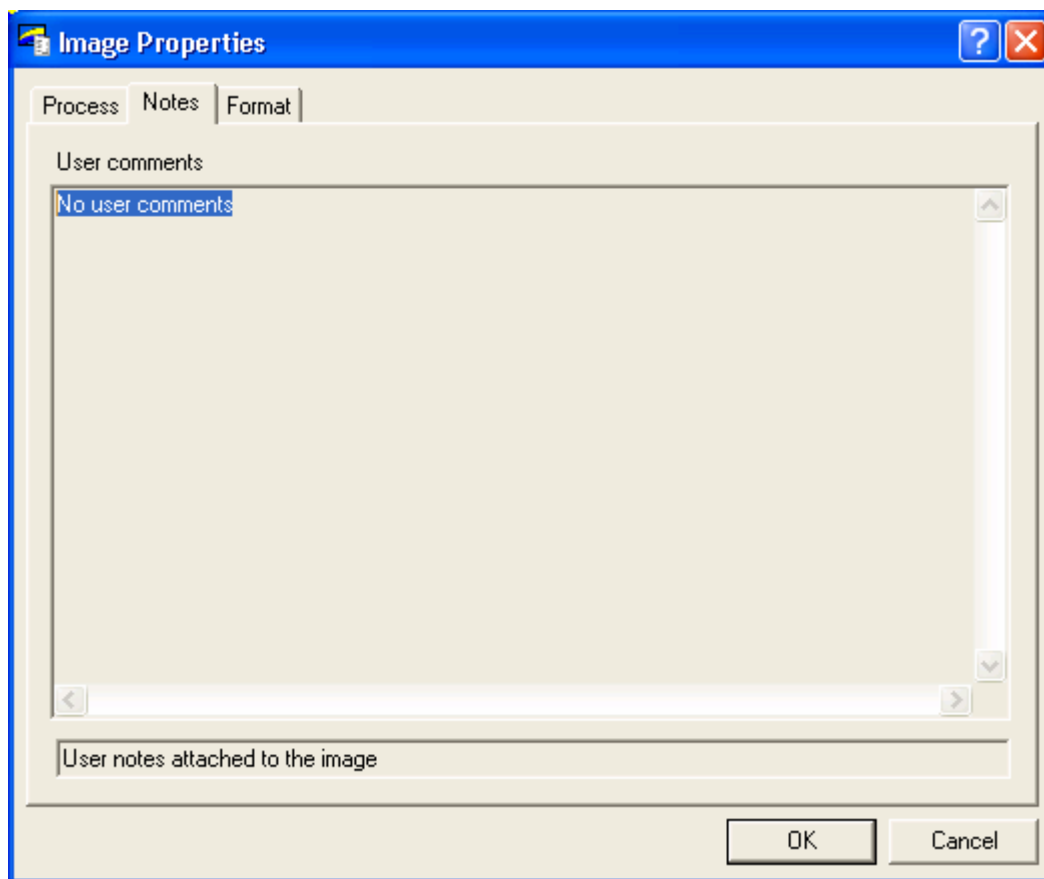 Image Properties
Process Notes Format
User comments
No user comments
User notes attached to the image
OK Cancel